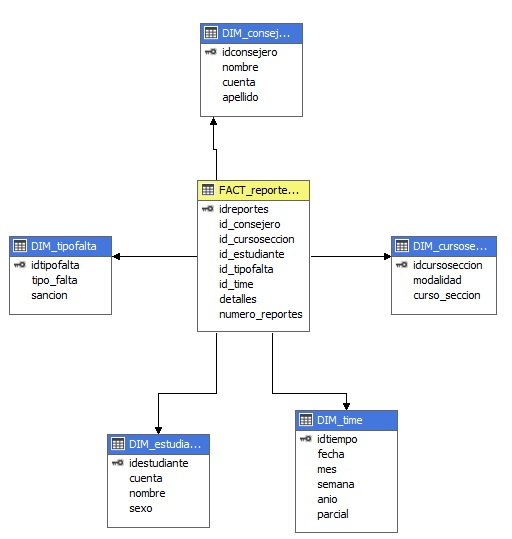 DIM_consej...
idconsejero
nombre
cuenta
apellido
FACT_reporte...
idreportes
id_consejero
id_cursoseccion
id_estudiante
id_tipofalta
id_time
detalles
numero_reportes
DIM_tipofalta
idtipofalta
tipo_falta
sancion
DIM_cursose...
idcursoseccion
modalidad
curso_seccion
DIM_estudia...
idestudiante
cuenta
nombre
sexo
DIM_time
idtiempo
fecha
mes
semana
anio
parcial